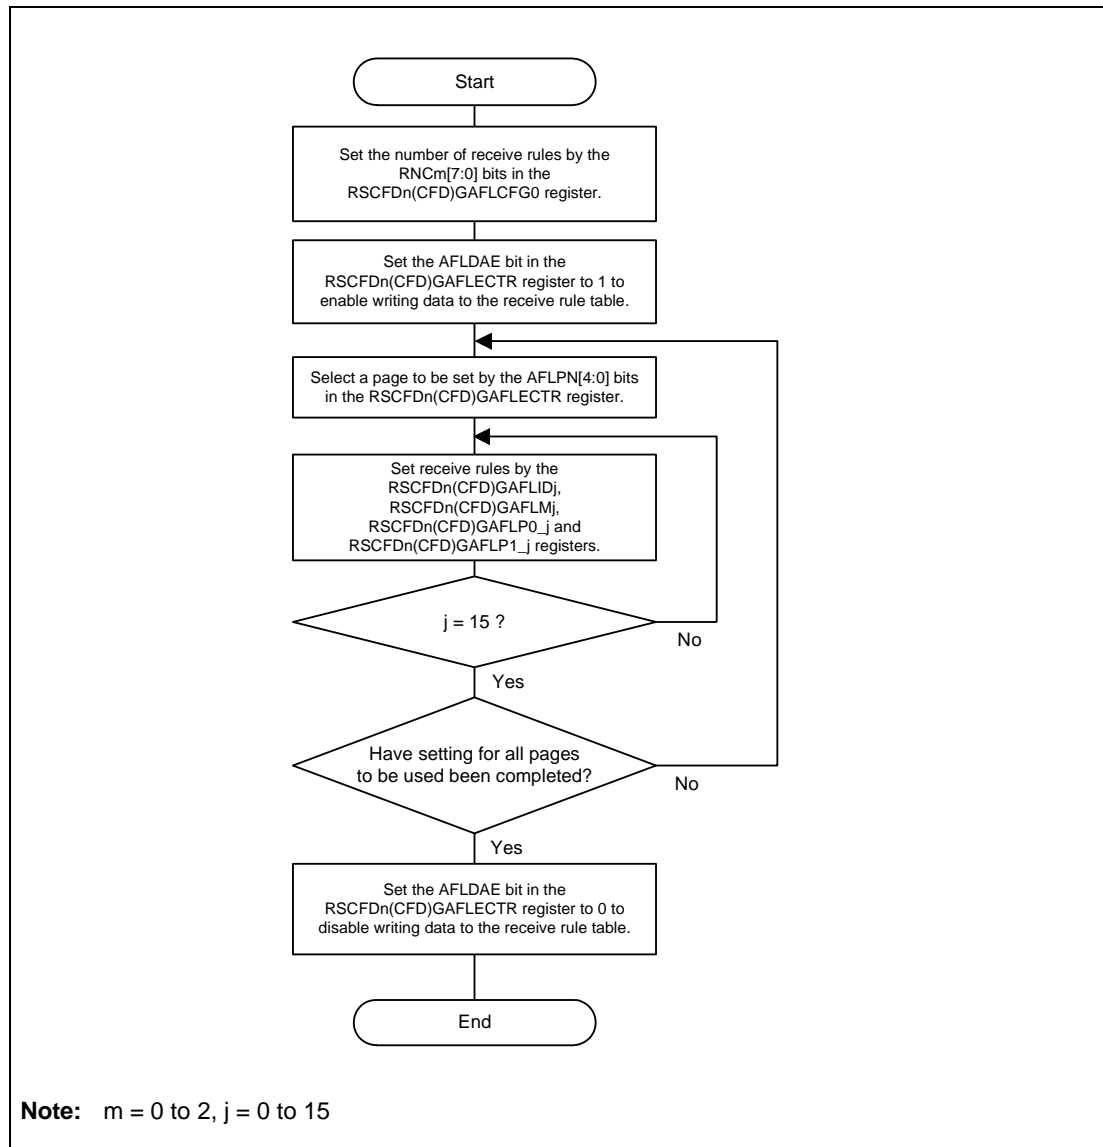 Start
Set the number of receive rules by the
RNCm[7:0] bits in the
RSCFDn(CFD)GAFLCFG0 register.
Set the AFLDAE bit in the
RSCFDn(CFD)GAFLECTR register to 1 to
enable writing data to the receive rule table.
Select a page to be set by the AFLPN[4:0] bits
in the RSCFDn(CFD)GAFLECTR register.
Set receive rules by the
RSCFDn(CFD)GAFLIDj,
RSCFDn(CFD)GAFLMj,
RSCFDn(CFD)GAFLP0_j and
RSCFDn(CFD)GAFLP1_j registers.
j = 15 ?
No
Yes
Have setting for all pages
to be used been completed?
No
Yes
Set the AFLDAE bit in the
RSCFDn(CFD)GAFLECTR register to 0 to
disable writing data to the receive rule table.
End
Note: m = 0 to 2, j = 0 to 15